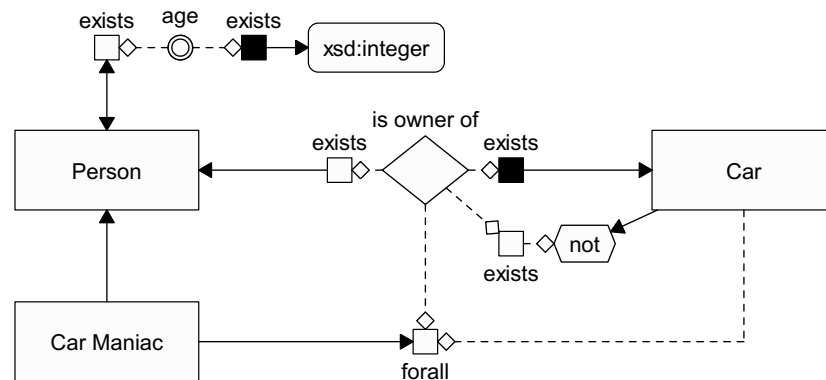 age
exists
exists
xsd:integer
is owner of
exists
exists
Person
Car
not
exists
Car Maniac
forall